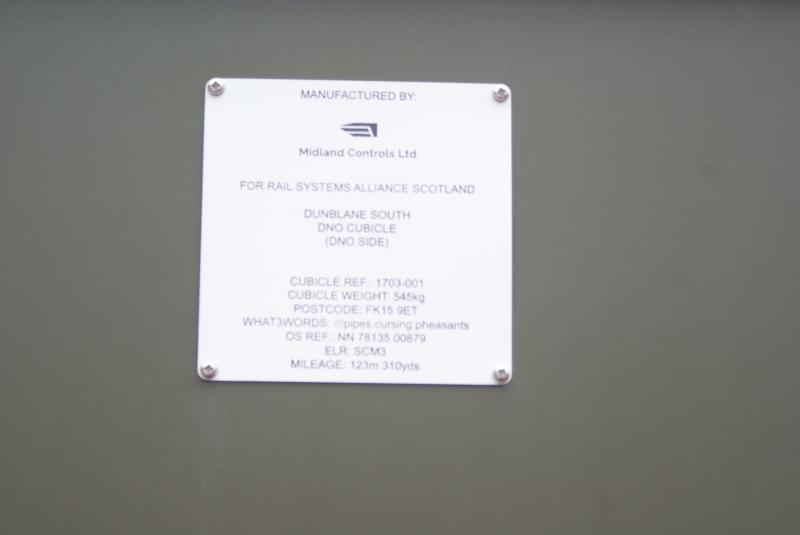 MANUFACTURED BY:
Midland Controls Ltd
FOR RAIL SYSTEMS ALLIANCE SCOTLAND
DUNBLANE SOUTH
DNO CUBICLE
(DNO SIDE)
CUBICLE REF.: 1703-001
CUBICLE WEIGHT: 545kg
POSTCODE: FK15 9ET
WHAT3WORDS: ///pipes.cursing.pheasants
OS REF.: NN 78135 00879
ELR: SCM3
MILEAGE: 123m 310yds